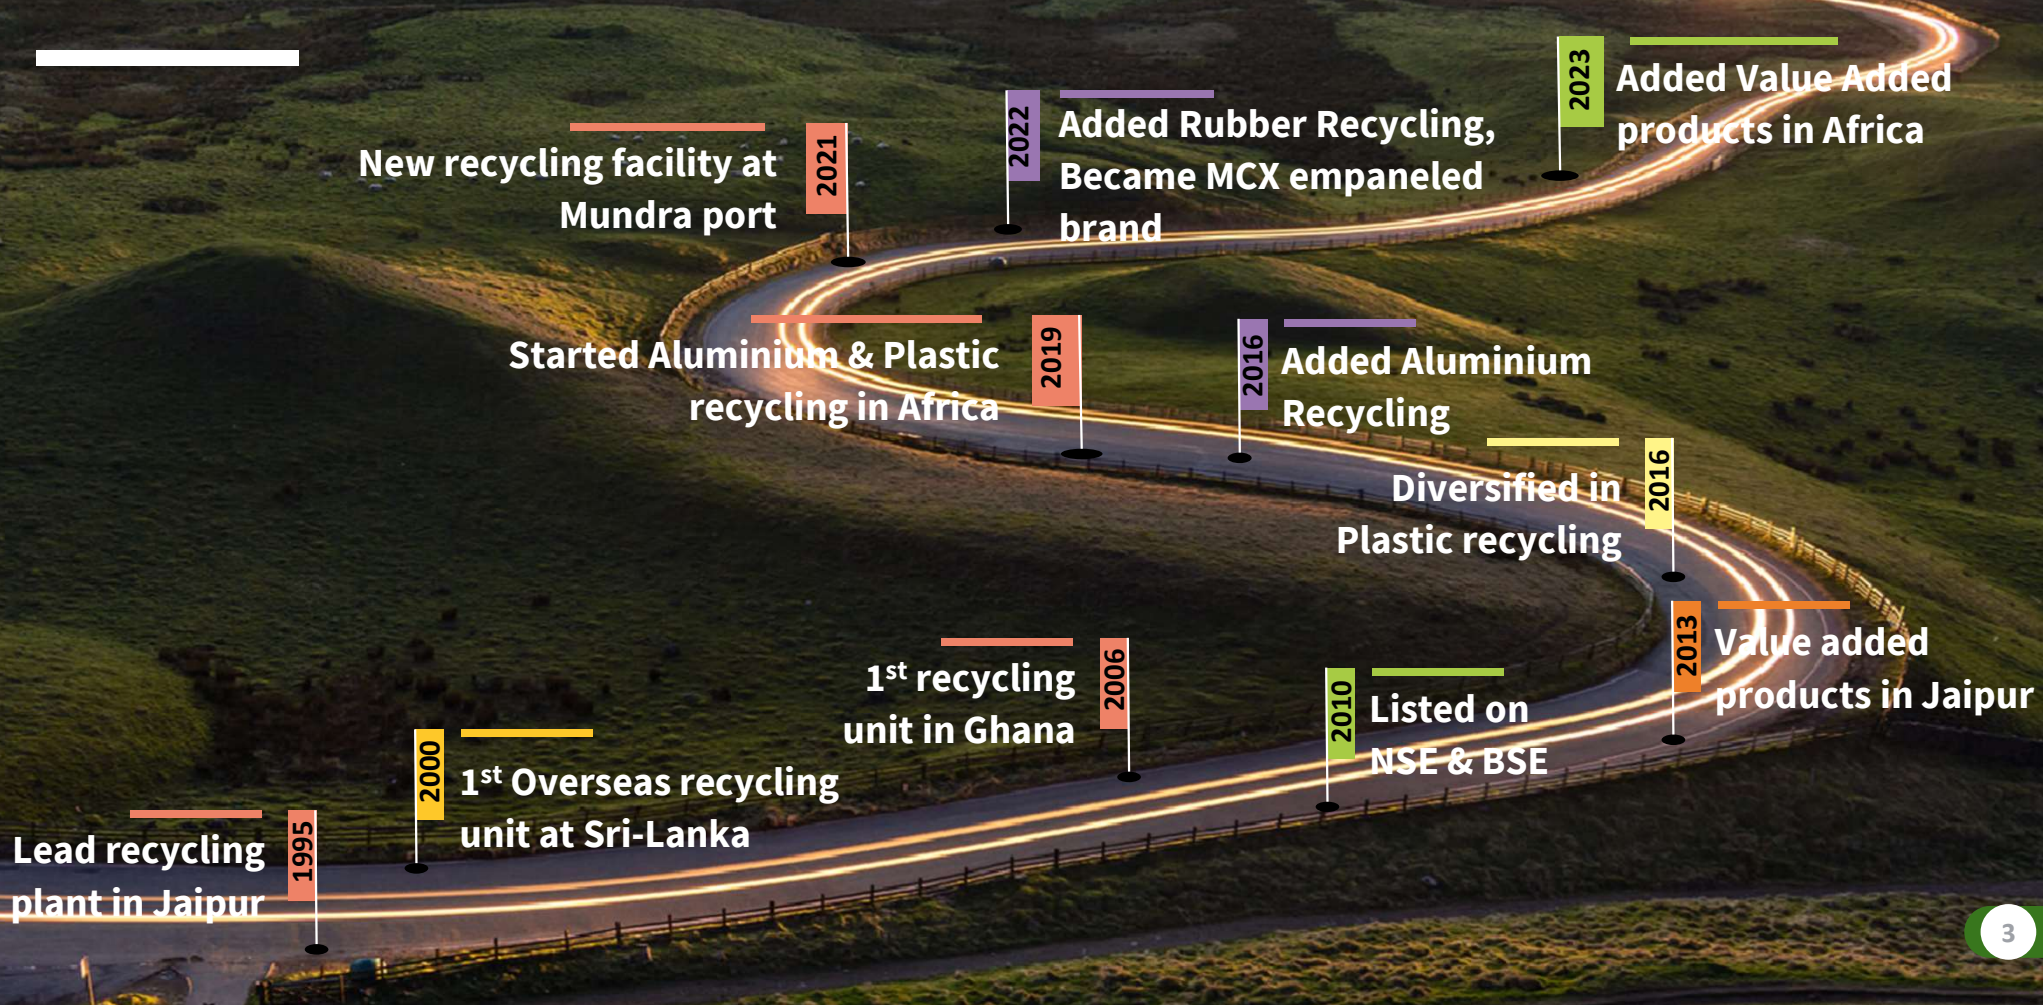 2023
Added Value Added
products in Africa
2022
Added Rubber Recycling,
Became MCX empaneled
brand
2021
New recycling facility at
Mundra port
2019
Started Aluminium & Plastic
recycling in Africa
2016
Added Aluminium
Recycling
2016
Diversified in
Plastic recycling
2013
Value added
products in Jaipur
2006
1st recycling
unit in Ghana
2010
Listed on
NSE & BSE
2000
1st Overseas recycling
unit at Sri-Lanka
1995
Lead recycling
plant in Jaipur
3